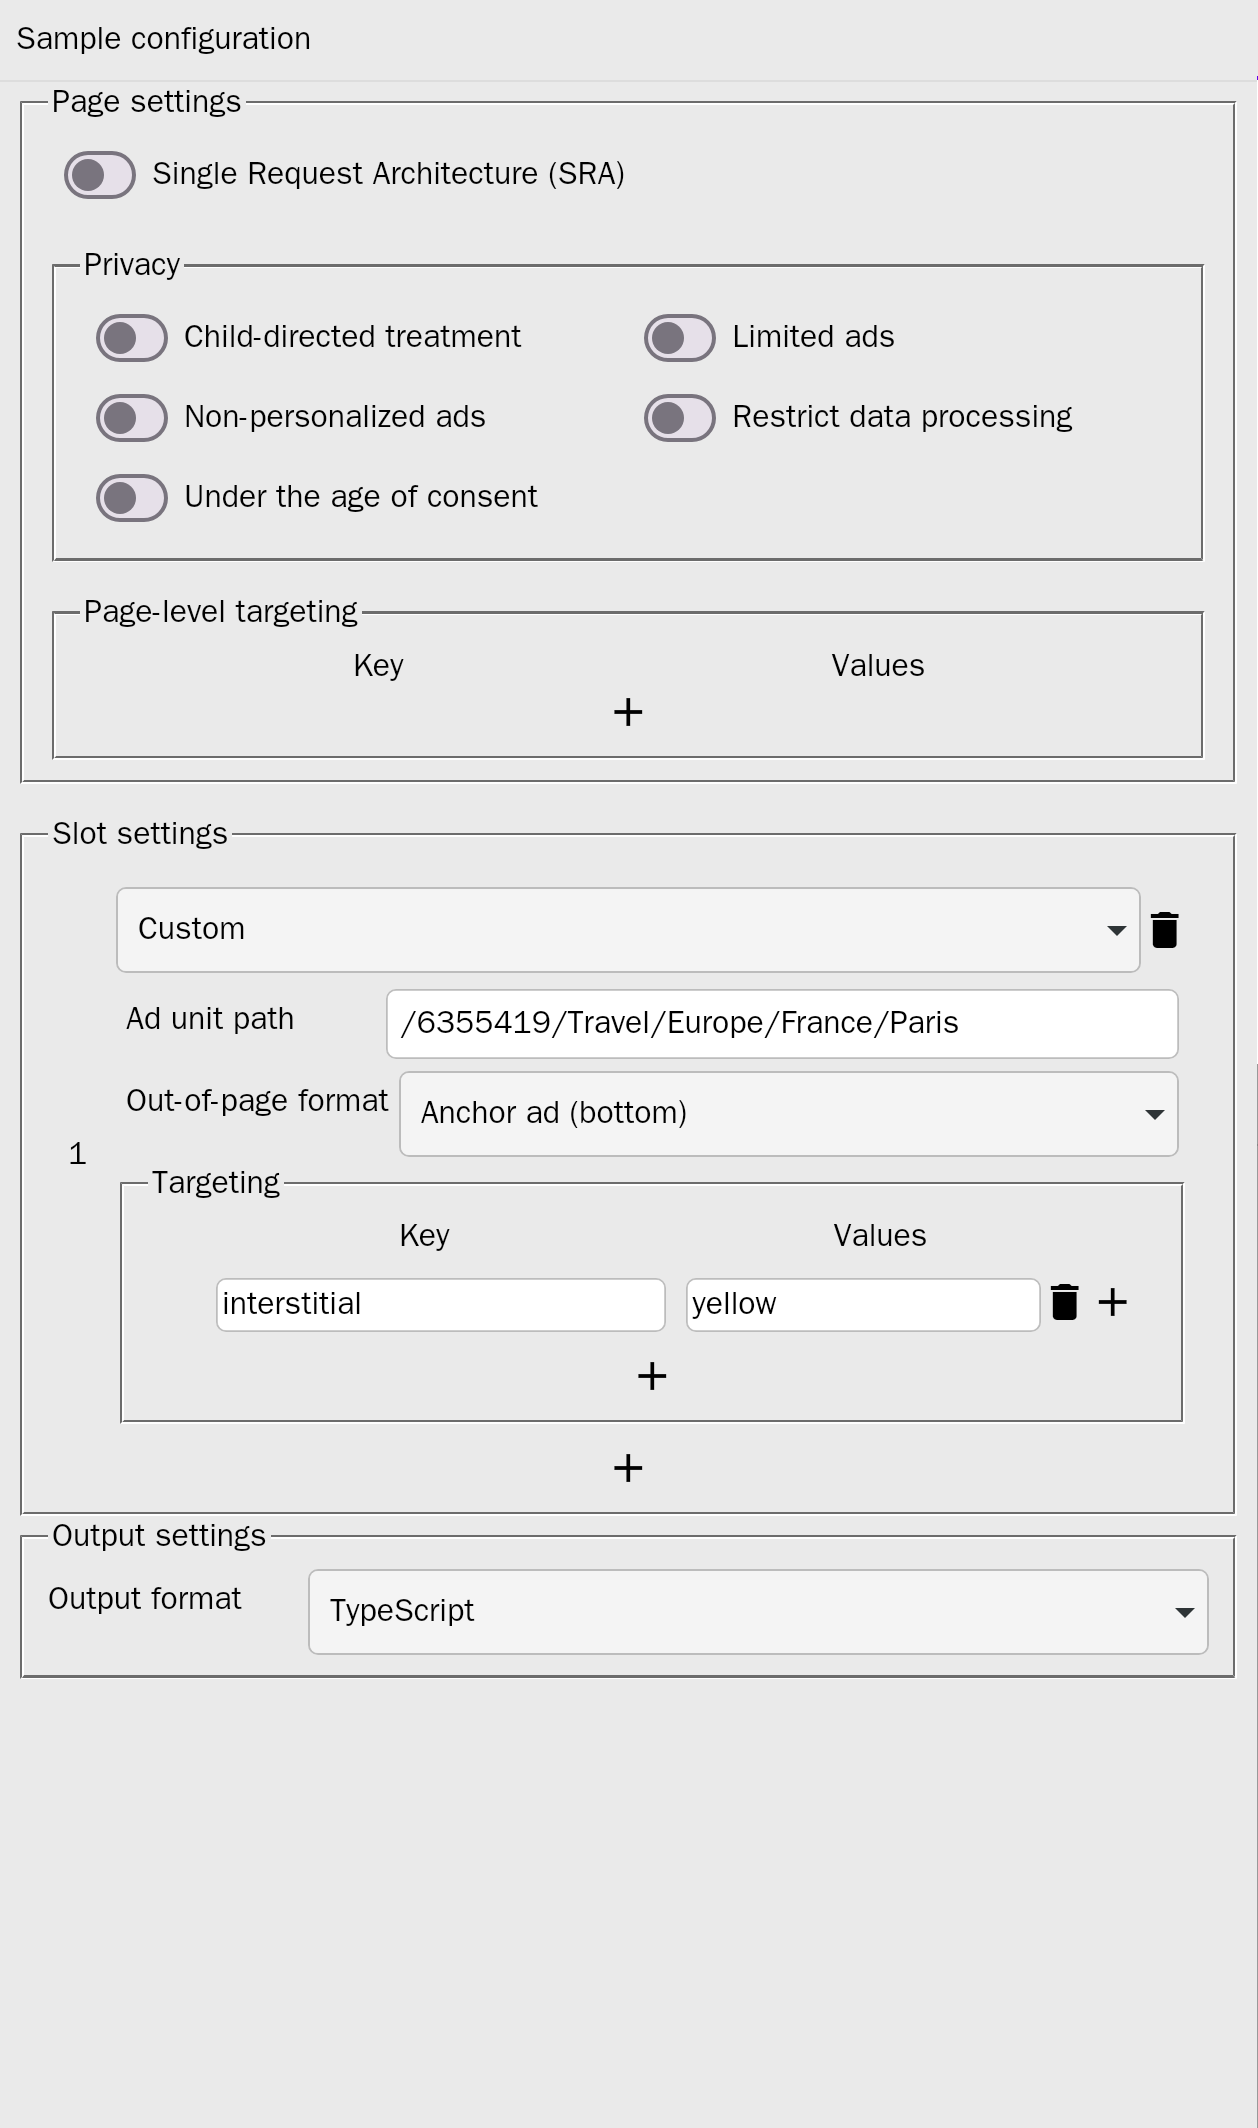 Sample configuration
Page settings
Single Request Architecture (SRA)
Privacy
Child-directed treatment
Limited ads
Non-personalized ads
Restrict data processing
Under the age of consent
Page-level targeting
Key
Values
Slot settings
Custom
Ad unit path
/6355419/Travel/Europe/France/Paris
Out-of-page format
Anchor ad (bottom)
1
Targeting
Key
Values
interstitial
yellow
Output settings
Output format
TypeScript